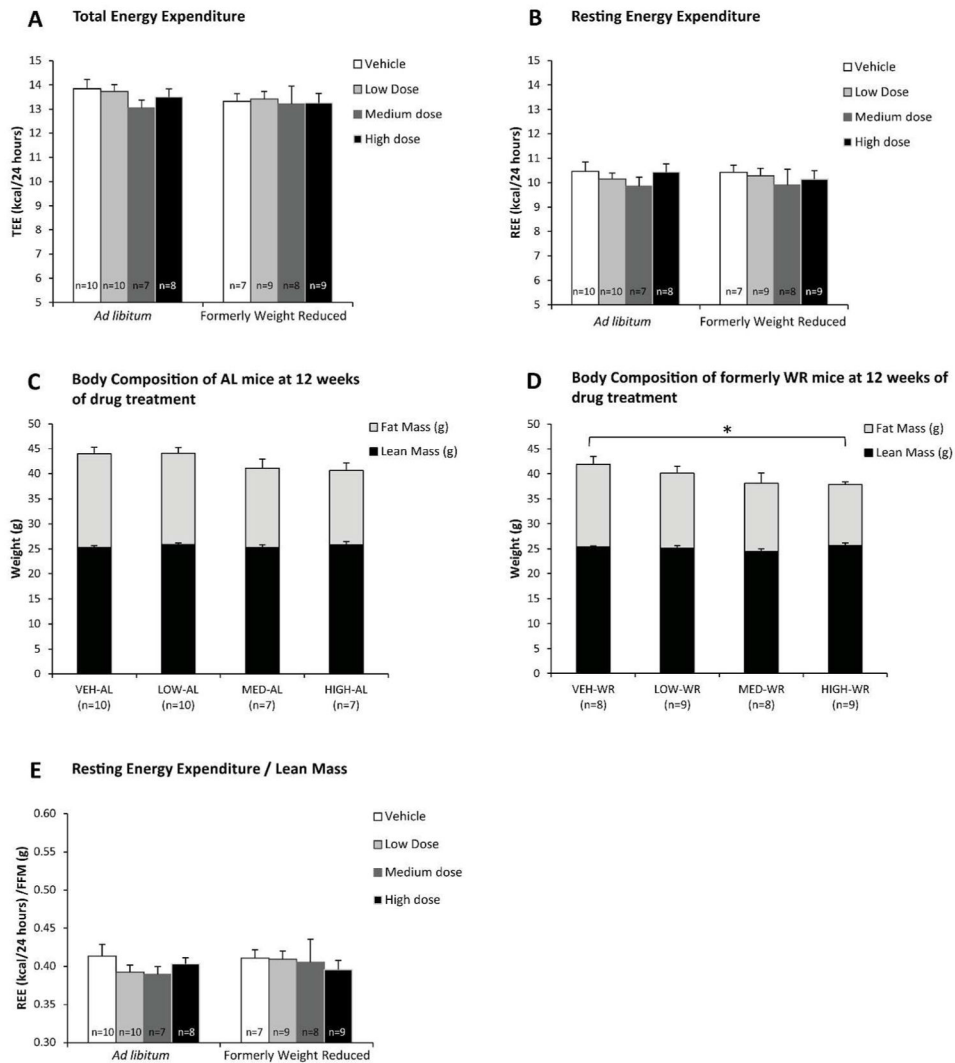 A Total Energy Expenditure
TEE (kcal/24 hours)
15
14
13
12
11
10
9
8
7
6
5
Vehicle
Low Dose
Medium dose
High dose
n=10 n=10 n=7 n=8 n=7 n=9 n=8 n=9
Ad libitum Formerly Weight Reduced
B Resting Energy Expenditure
REE (kcal/24 hours)
15
14
13
12
11
10
9
8
7
6
5
Vehicle
Low Dose
Medium dose
High dose
n=10 n=10 n=7 n=8 n=7 n=9 n=8 n=9
Ad libitum Formerly Weight Reduced
C Body Composition of AL mice at 12 weeks
of drug treatment
Weight (g)
50
45
40
35
30
25
20
15
10
5
0
Fat Mass (g)
Lean Mass (g)
VEH-AL LOW-AL MED-AL HIGH-AL
(n=10) (n=10) (n=7) (n=7)
D Body Composition of formerly WR mice at 12 weeks of
drug treatment
Weight (g)
50
45
40
35
30
25
20
15
10
5
0
*
Fat Mass (g)
Lean Mass (g)
VEH-WR LOW-WR MED-WR HIGH-WR
(n=8) (n=9) (n=8) (n=9)
E Resting Energy Expenditure / Lean Mass
REE (kcal/24 hours) /FFM (g)
0.60
0.55
0.50
0.45
0.40
0.35
0.30
Vehicle
Low Dose
Medium dose
High dose
n=10 n=10 n=7 n=8 n=7 n=9 n=8 n=9
Ad libitum Formerly Weight Reduced